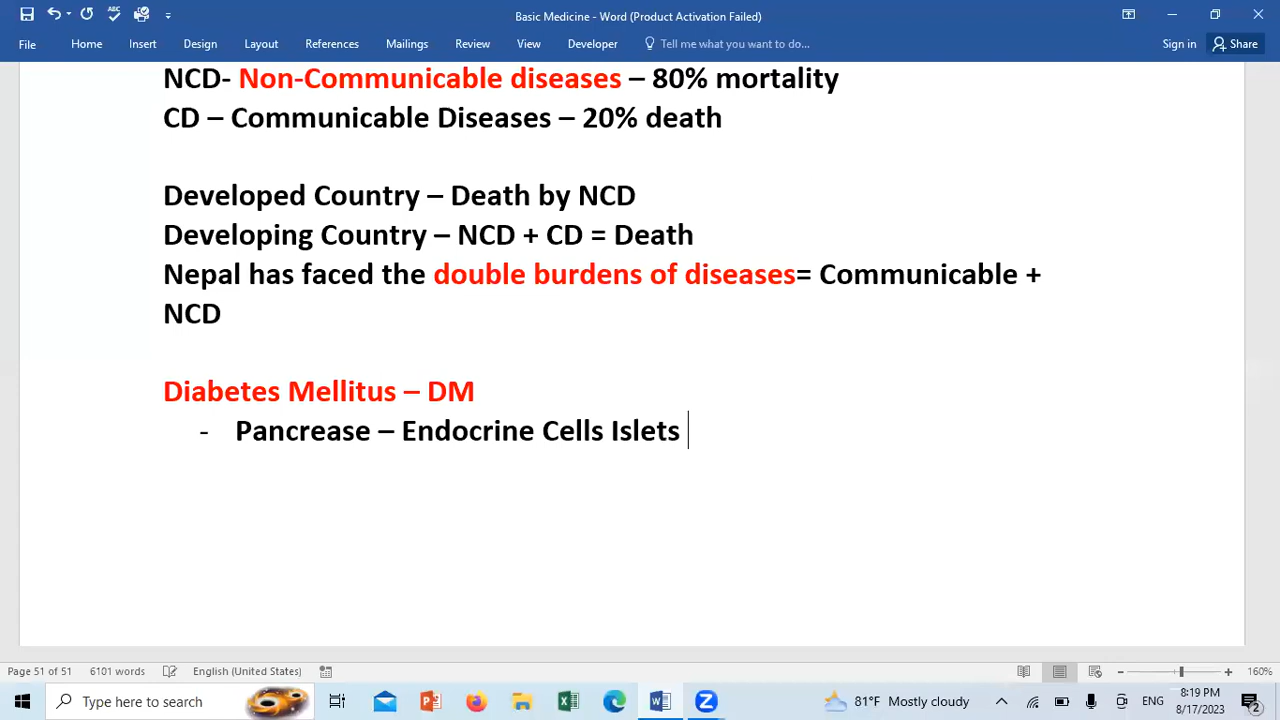 Basic Medicine - Word (Product Activation Failed)
File Home Insert Design Layout References Mailings Review View Developer Tell me what you want to do... Sign in Share
NCD- Non-Communicable diseases – 80% mortality
CD – Communicable Diseases – 20% death
Developed Country – Death by NCD
Developing Country – NCD + CD = Death
Nepal has faced the double burdens of diseases= Communicable +
NCD
Diabetes Mellitus – DM
- Pancrease – Endocrine Cells Islets
Page 51 of 51 6101 words English (United States) 160%
Type here to search 81°F Mostly cloudy ENG 8:19 PM
8/17/2023 2